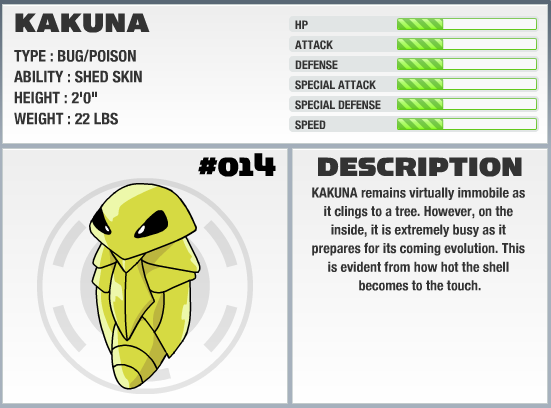 KAKUNA
TYPE : BUG/POISON
ABILITY : SHED SKIN
HEIGHT : 2'0"
WEIGHT : 22 LBS
HP
ATTACK
DEFENSE
SPECIAL ATTACK
SPECIAL DEFENSE
SPEED
#014
DESCRIPTION
KAKUNA remains virtually immobile as
it clings to a tree. However, on the
inside, it is extremely busy as it
prepares for its coming evolution. This
is evident from how hot the shell
becomes to the touch.